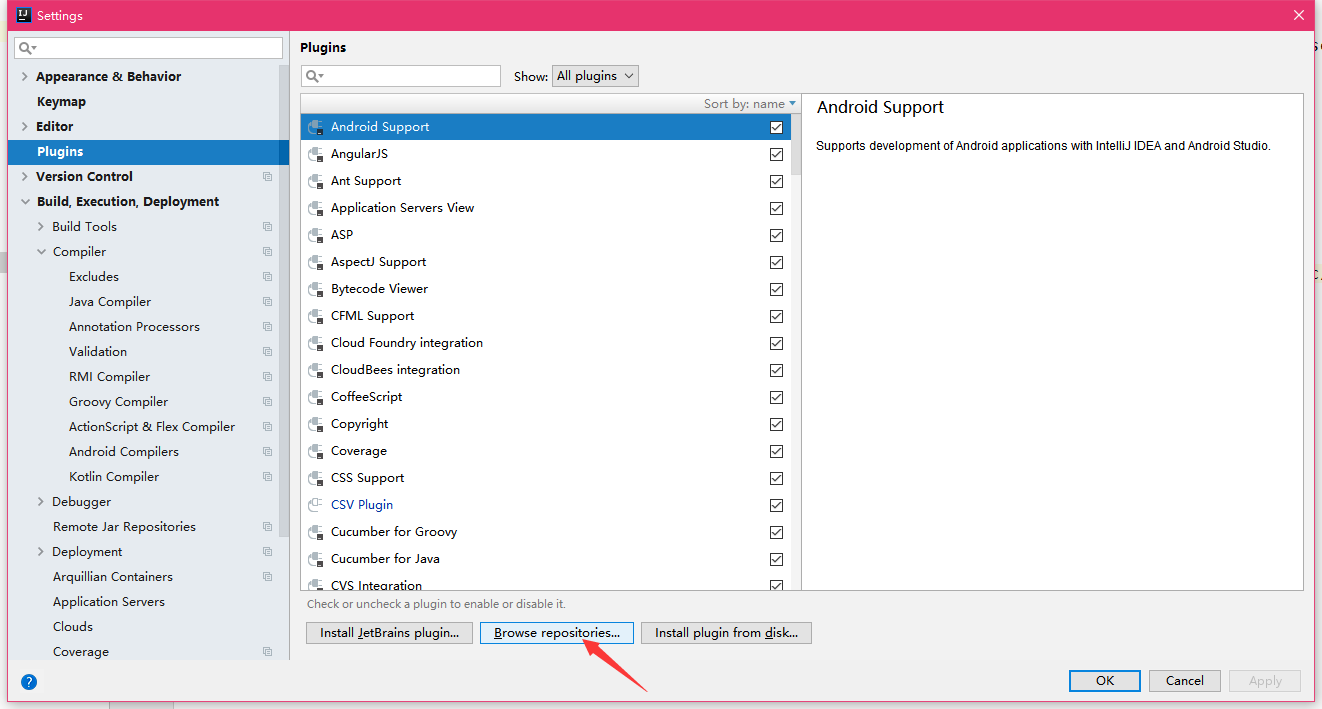 Settings
Appearance & Behavior
Keymap
Editor
Plugins
Version Control
Build, Execution, Deployment
Build Tools
Compiler
Excludes
Java Compiler
Annotation Processors
Validation
RMI Compiler
Groovy Compiler
ActionScript & Flex Compiler
Android Compilers
Kotlin Compiler
Debugger
Remote Jar Repositories
Deployment
Arquillian Containers
Application Servers
Clouds
Coverage
Plugins
Show: All plugins
Sort by: name
Android Support
AngularJS
Ant Support
Application Servers View
ASP
AspectJ Support
Bytecode Viewer
CFML Support
Cloud Foundry integration
CloudBees integration
CoffeeScript
Copyright
Coverage
CSS Support
CSV Plugin
Cucumber for Groovy
Cucumber for Java
CVS Integration
Check or uncheck a plugin to enable or disable it.
Install JetBrains plugin... Browse repositories... Install plugin from disk...
Android Support
Supports development of Android applications with IntelliJ IDEA and Android Studio.
? OK Cancel Apply